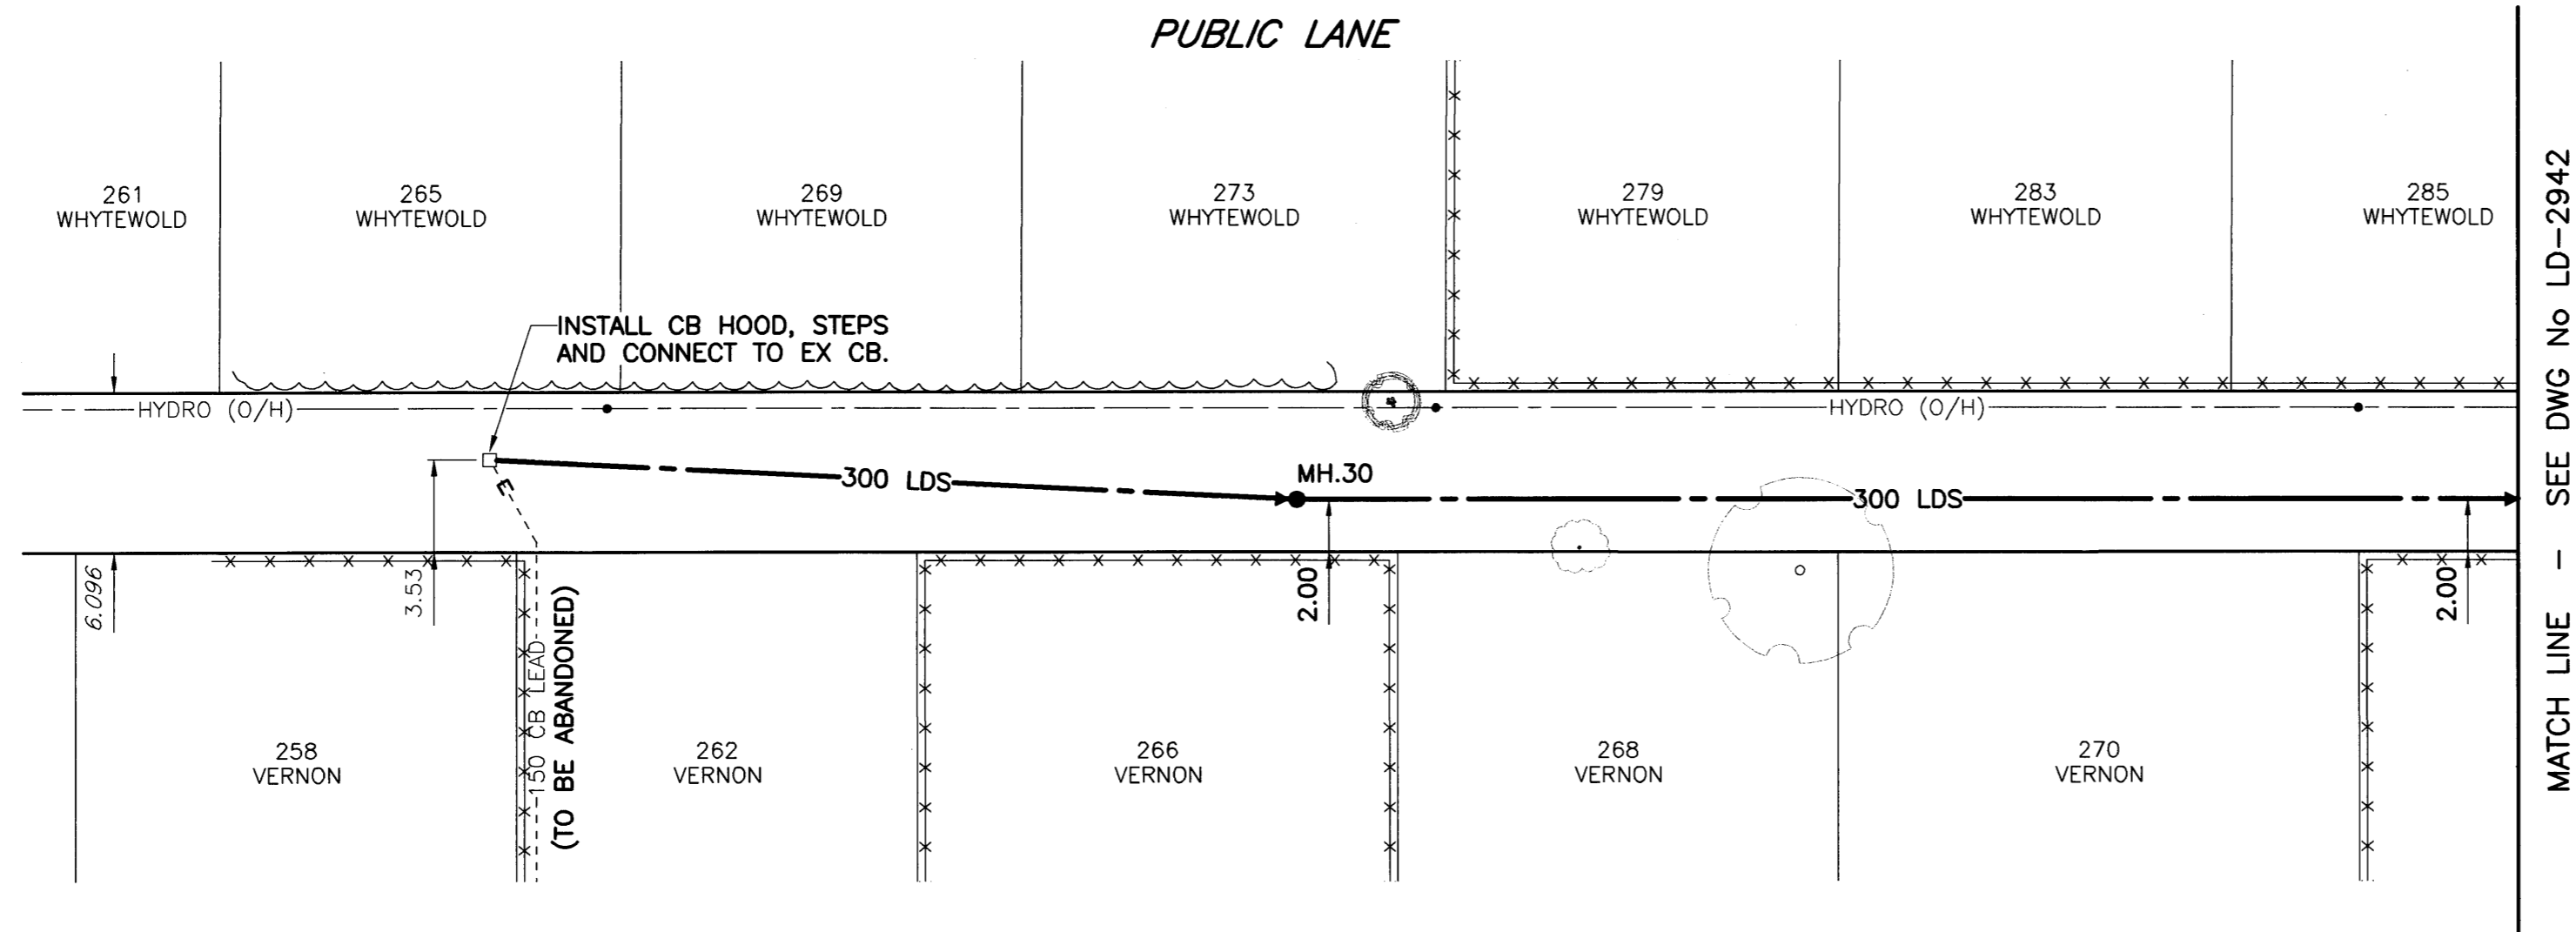 PUBLIC LANE
261
WHYTEWOLD
265
WHYTEWOLD
269
WHYTEWOLD
273
WHYTEWOLD
279
WHYTEWOLD
283
WHYTEWOLD
285
WHYTEWOLD
INSTALL CB HOOD, STEPS
AND CONNECT TO EX CB.
HYDRO (O/H)
HYDRO (O/H)
300 LDS
MH.30
300 LDS
E
6.096
3.53
2.00
2.00
150 CB LEAD
(TO BE ABANDONED)
258
VERNON
262
VERNON
266
VERNON
268
VERNON
270
VERNON
MATCH LINE – SEE DWG No LD-2942